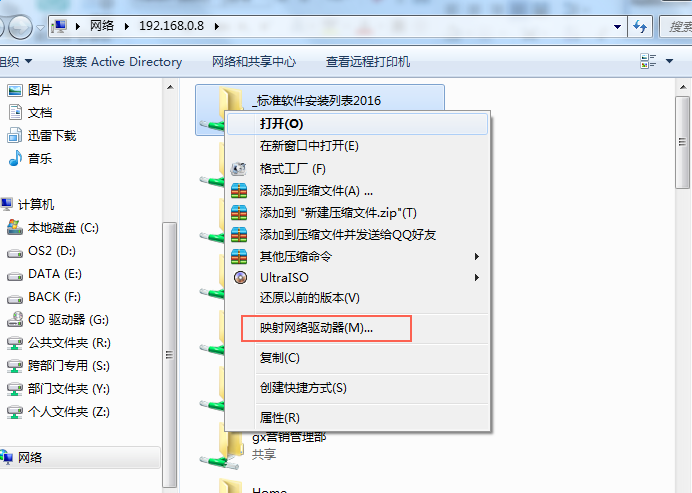 网络 192.168.0.8 搜索
组织 搜索 Active Directory 网络和共享中心 查看远程打印机
图片
文档
迅雷下载
音乐
计算机
本地磁盘 (C:)
OS2 (D:)
DATA (E:)
BACK (F:)
CD 驱动器 (G:)
公共文件夹 (R:)
跨部门专用 (S:)
部门文件夹 (Y:)
个人文件夹 (Z:)
网络
_标准软件安装列表2016
打开(O)
在新窗口中打开(E)
格式工厂 (F)
添加到压缩文件(A) ...
添加到 "新建压缩文件.zip"(T)
添加到压缩文件并发送给QQ好友
其他压缩命令
UltraISO
还原以前的版本(V)
映射网络驱动器(M)...
复制(C)
创建快捷方式(S)
属性(R)
gx营销管理部
共享
Home